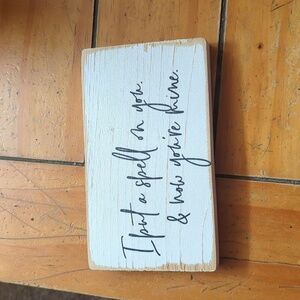 I put a spell on you.
& now you're mine.